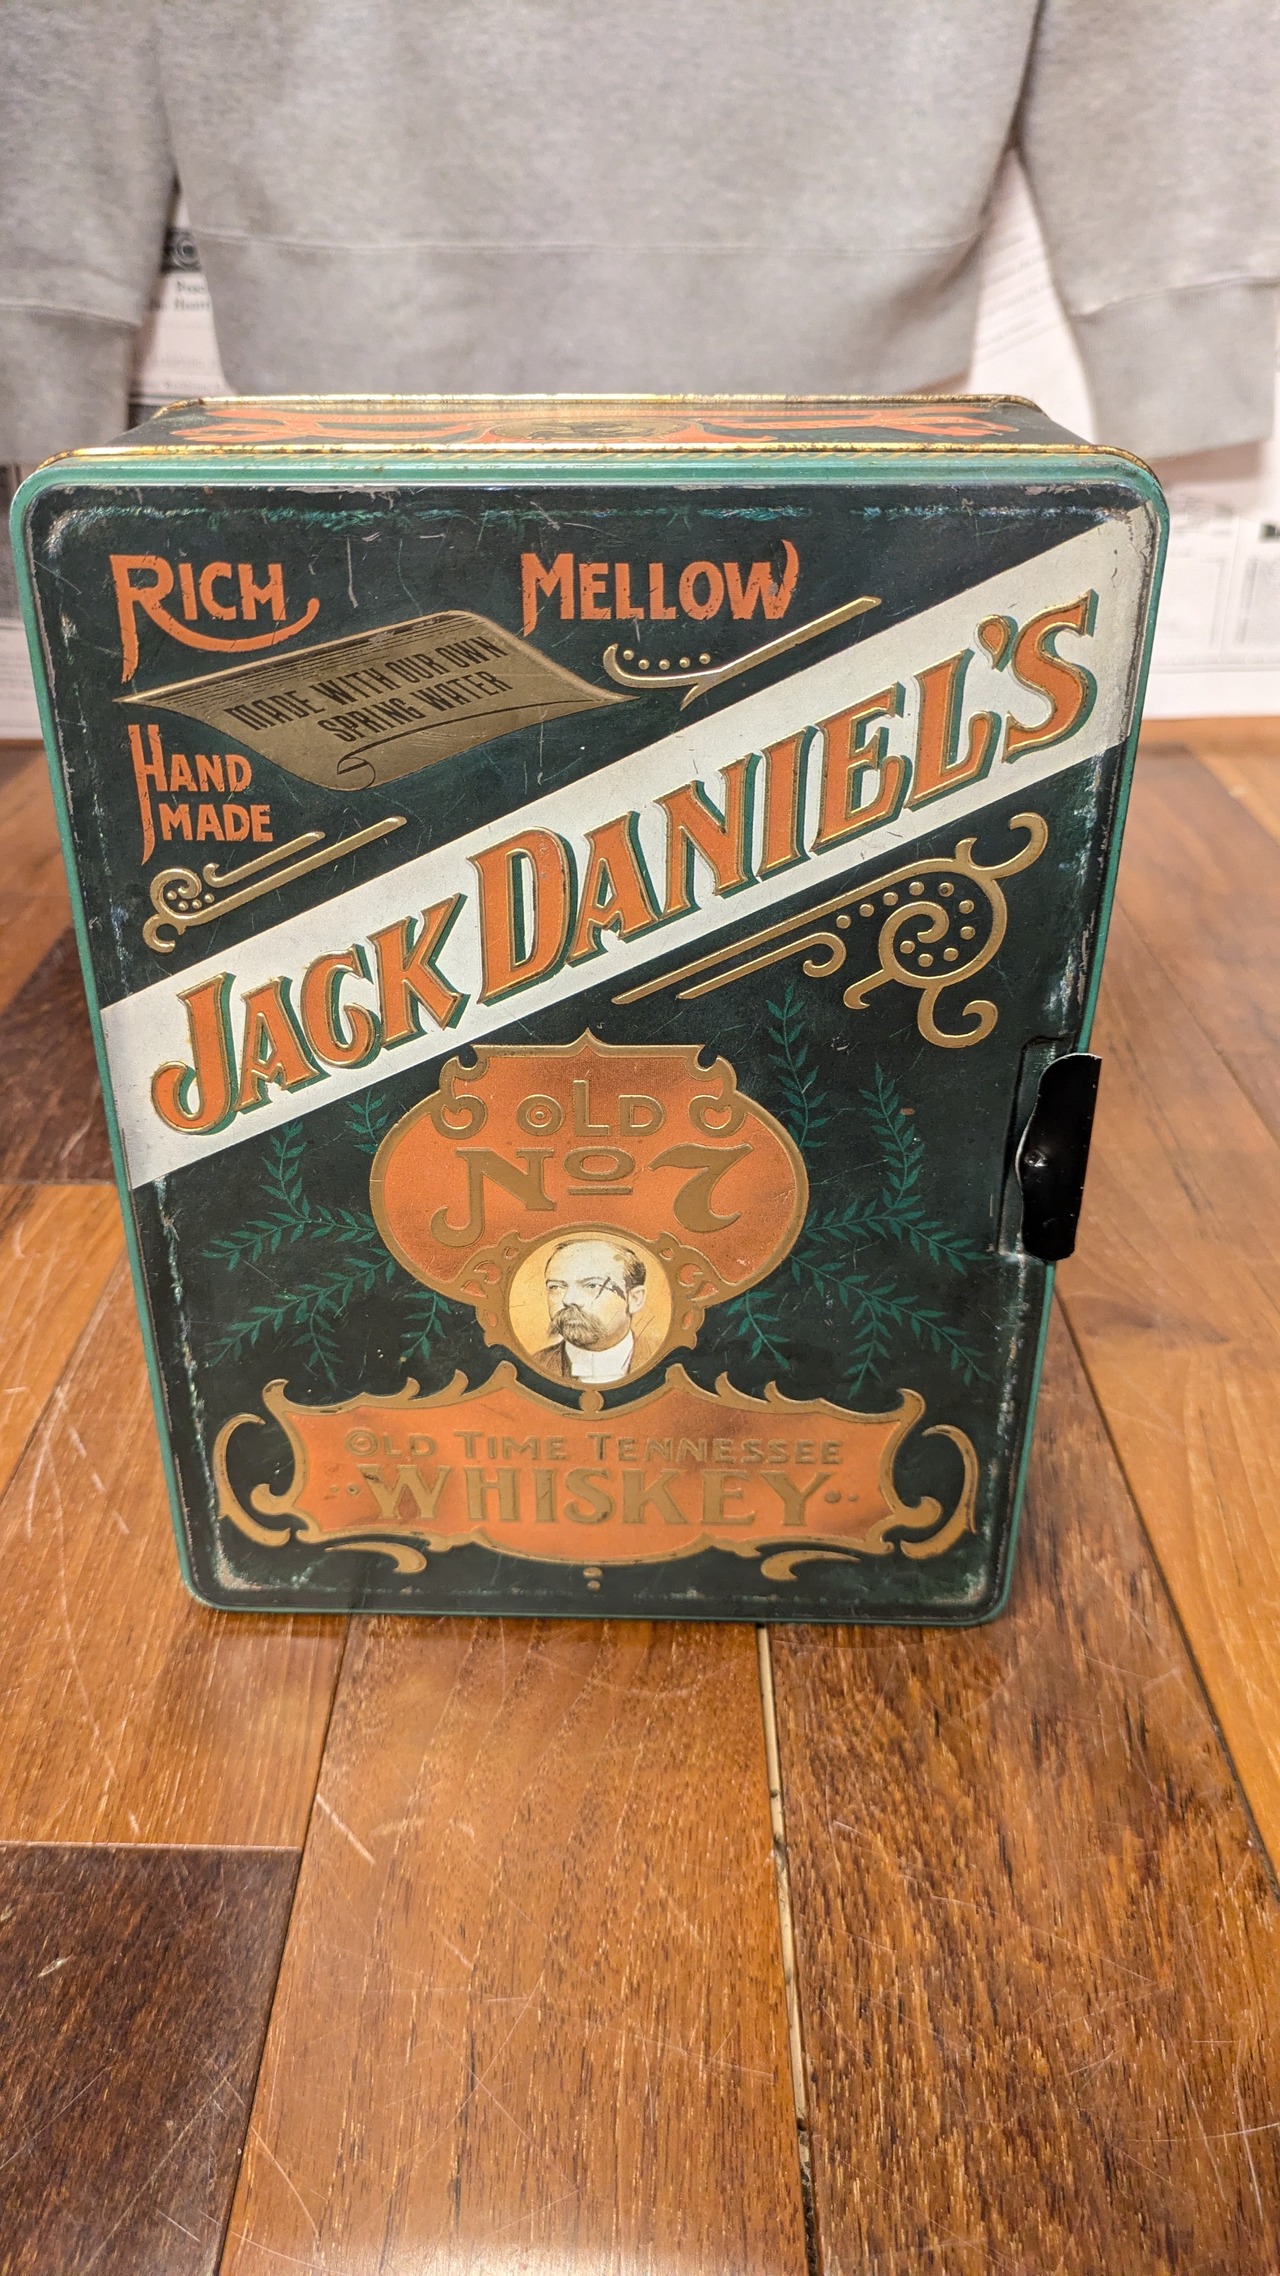 RICH
MELLOW
MADE WITH OUR OWN
SPRING WATER
HAND
MADE
JACK DANIEL'S
OLD
No 7
OLD TIME TENNESSEE
WHISKEY